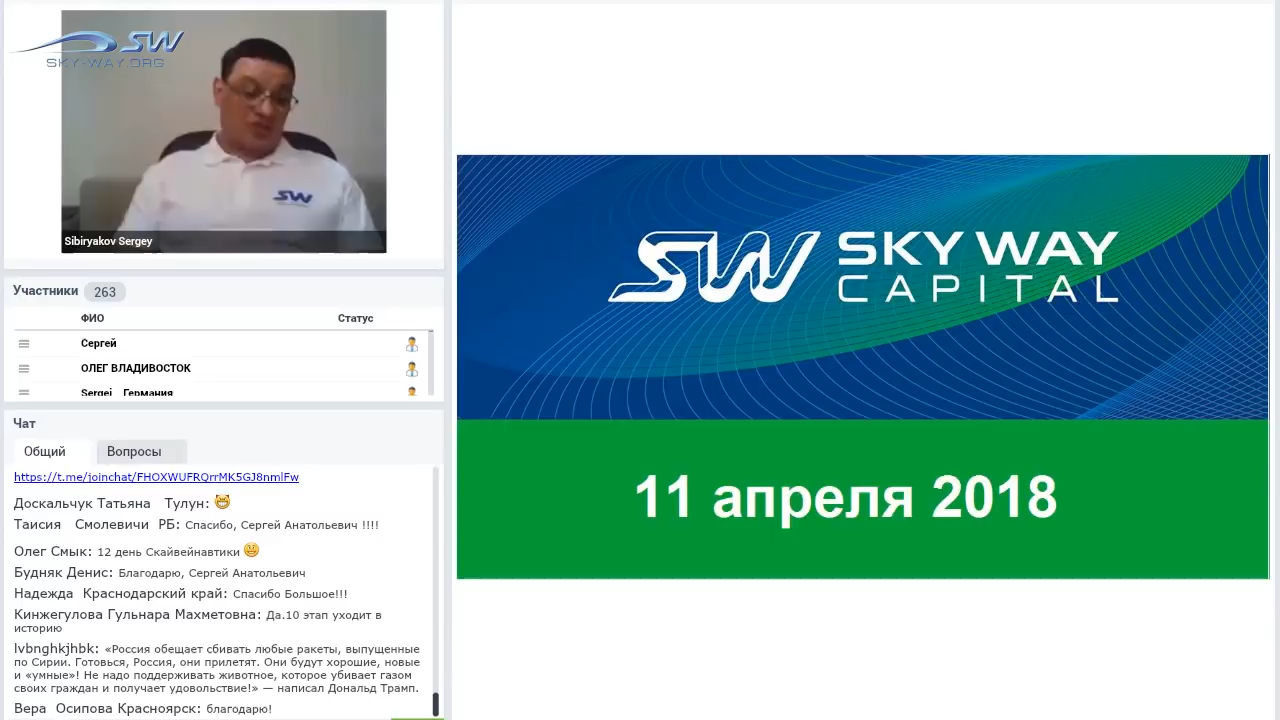 SW
SKY-WAY.ORG
SW
Sibiryakov Sergey
Участники 263
ФИО Статус
Сергей
ОЛЕГ ВЛАДИВОСТОК
Sergej Германия
Чат
Общий Вопросы
https://t.me/joinchat/FHOXWUFRQrrMK5GJ8nmlFw
Доскальчук Татьяна Тулун:
Таисия Смолевичи РБ: Спасибо, Сергей Анатольевич !!!!
Олег Смык: 12 день Скайвейнавтики
Будняк Денис: Благодарю, Сергей Анатольевич
Надежда Краснодарский край: Спасибо Большое!!!
Кинжегулова Гульнара Махметовна: Да.10 этап уходит в
историю
lvbnghkjhbk: «Россия обещает сбивать любые ракеты, выпущенные
по Сирии. Готовься, Россия, они прилетят. Они будут хорошие, новые
и «умные»! Не надо поддерживать животное, которое убивает газом
своих граждан и получает удовольствие!» — написал Дональд Трамп.
Вера Осипова Красноярск: благодарю!
SW SKY WAY
CAPITAL
11 апреля 2018